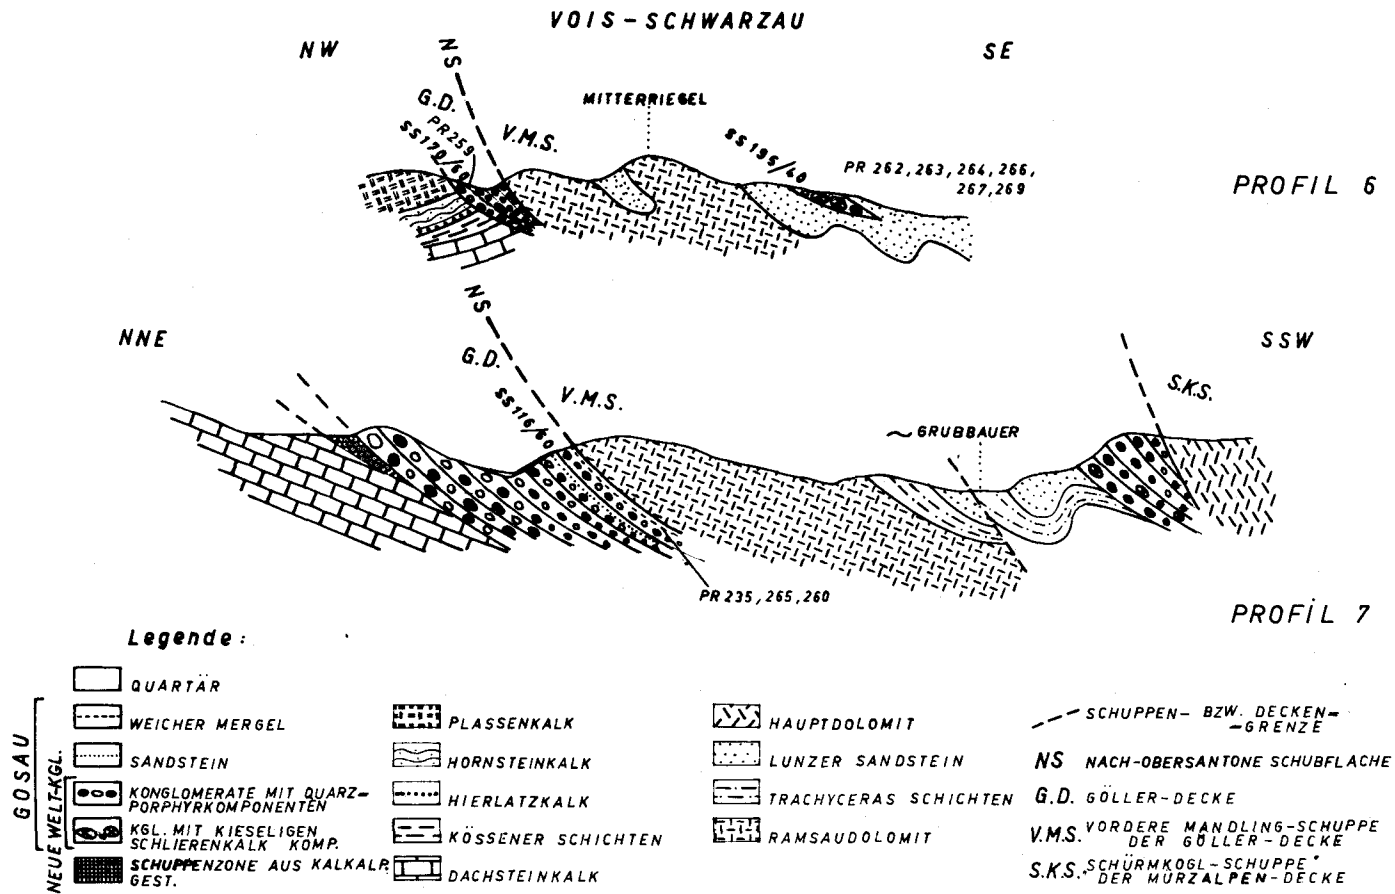 VOIS-SCHWARZAU
NW
NS
SE
G.D.
PR259
SS170/60
V.M.S.
MITTERRIEGEL
SS195/40
PR 262, 263, 264, 266,
267, 269
PROFIL 6
NNE
NS
G.D.
SS116/60
V.M.S.
GRUBBAUER
S.K.S.
SSW
PR 235, 265, 260
PROFİL 7
Legende:
GOSAU
NEUE WELT-KGL.
QUARTÄR
WEICHER MERGEL
SANDSTEIN
KONGLOMERATE MIT QUARZ=
PORPHYRKOMPONENTEN
KGL. MIT KIESELIGEN
SCHLIERENKALK KOMP.
SCHUPPENZONE AUS KALKALP.
GEST.
PLASSENKALK
HORNSTEINKALK
HIERLATZKALK
KÖSSENER SCHICHTEN
DACHSTEINKALK
HAUPTDOLOMIT
LUNZER SANDSTEIN
TRACHYCERAS SCHICHTEN
RAMSAUDOLOMIT
SCHUPPEN- BZW. DECKEN=
GRENZE
NS NACH-OBERSANTONE SCHUBFLÄCHE
G.D. GÖLLER-DECKE
V.M.S. VORDERE MANDLING-SCHUPPE
DER GÖLLER-DECKE
S.K.S. SCHÜRMKOGL-SCHUPPE
DER MÜRZALPEN-DECKE